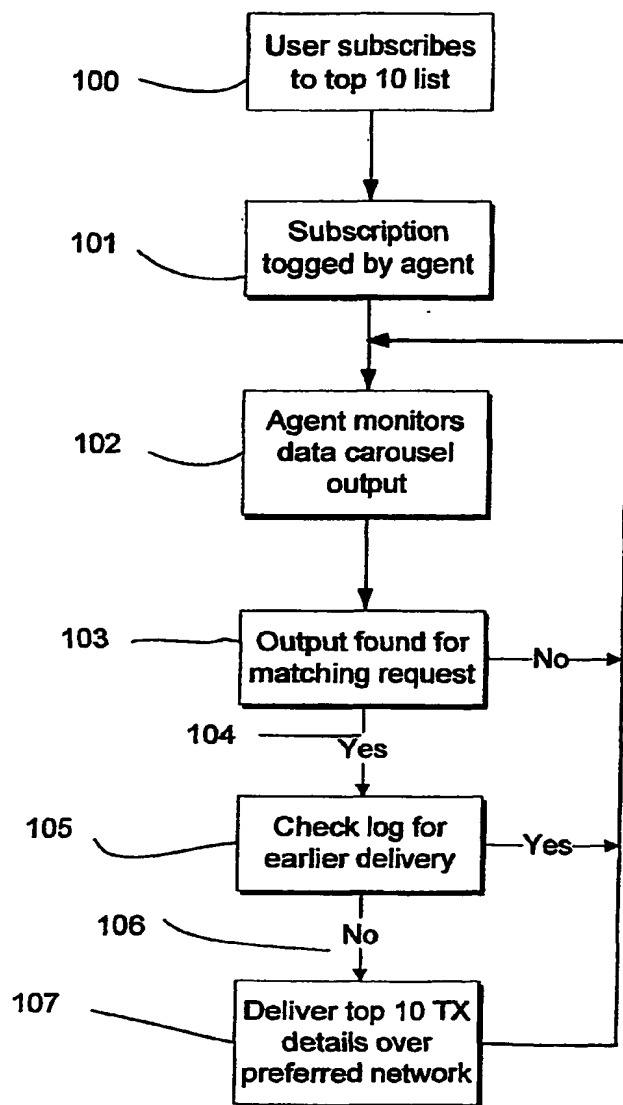 100
User subscribes
to top 10 list
101
Subscription
togged by agent
102
Agent monitors
data carousel
output
103
Output found for
matching request
No
104
Yes
105
Check log for
earlier delivery
Yes
106
No
107
Deliver top 10 TX
details over
preferred network